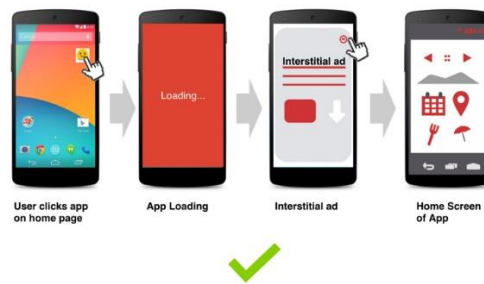 Loading...
Interstitial ad
User clicks app
on home page
App Loading
Interstitial ad
Home Screen
of App